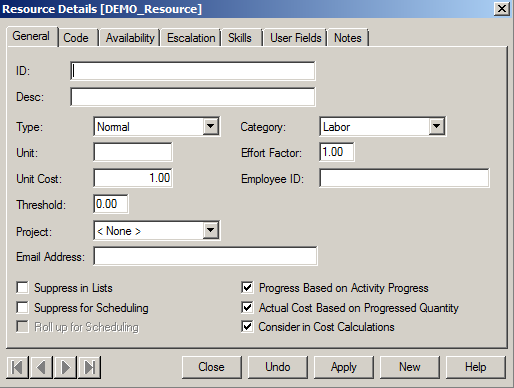 Resource Details [DEMO_Resource]
General Code Availability Escalation Skills User Fields Notes
ID:
Desc:
Type: Normal Category: Labor
Unit: Effort Factor: 1.00
Unit Cost: 1.00 Employee ID:
Threshold: 0.00
Project: < None >
Email Address:
Suppress in Lists Progress Based on Activity Progress
Suppress for Scheduling Actual Cost Based on Progressed Quantity
Roll up for Scheduling Consider in Cost Calculations
Close Undo Apply New Help